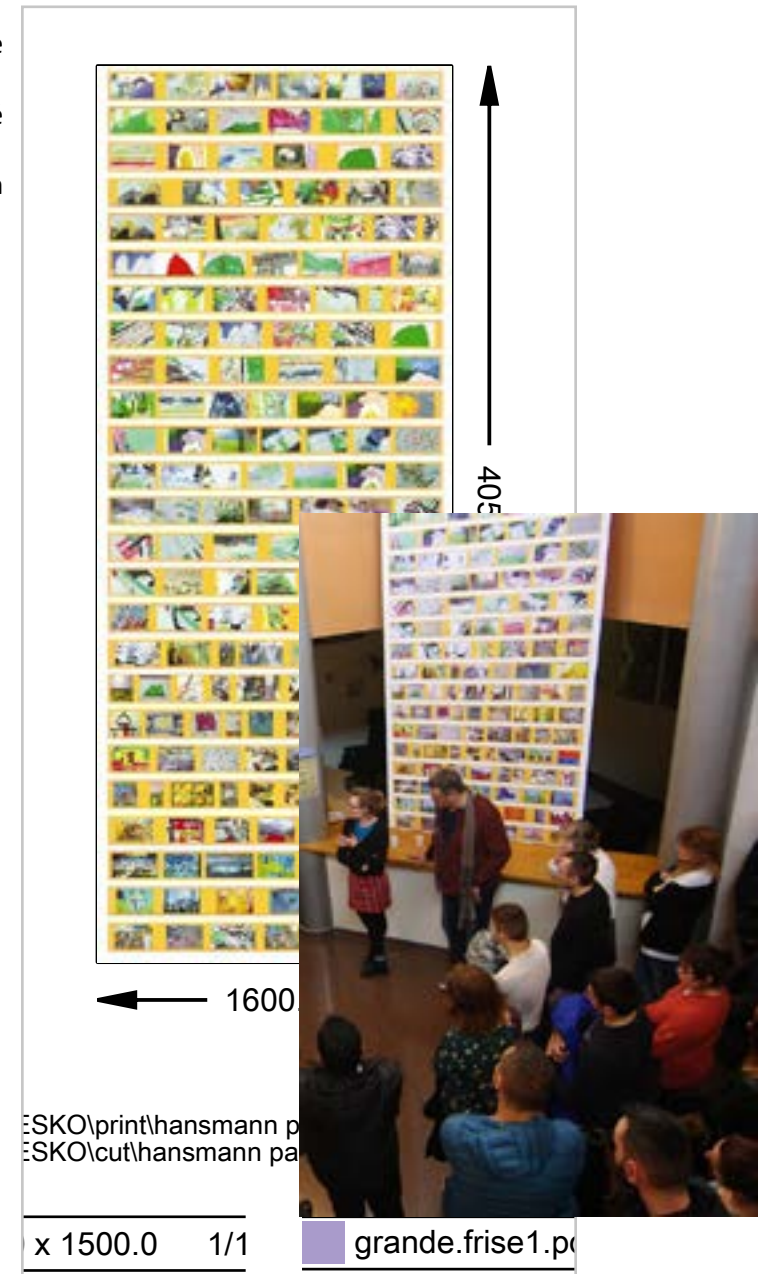 e
e
n
405
1600.
ESKO\print\hansmann p
ESKO\cut\hansmann pa
x 1500.0 1/1
grande.frise1.p